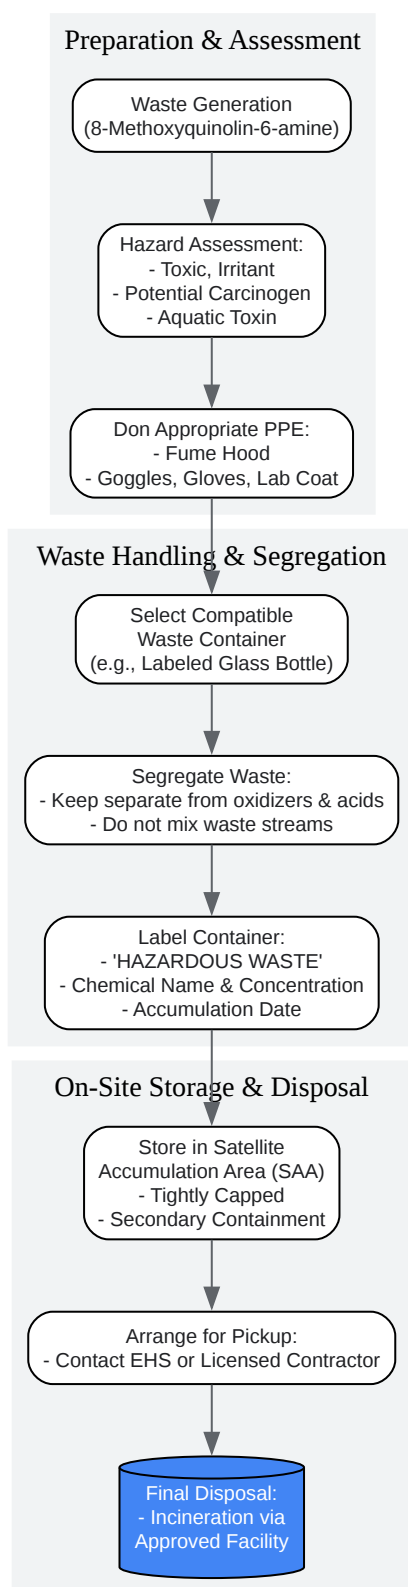 Preparation & Assessment
Waste Generation
(8-Methoxyquinolin-6-amine)
Hazard Assessment:
- Toxic, Irritant
- Potential Carcinogen
- Aquatic Toxin
Don Appropriate PPE:
- Fume Hood
- Goggles, Gloves, Lab Coat
Waste Handling & Segregation
Select Compatible
Waste Container
(e.g., Labeled Glass Bottle)
Segregate Waste:
- Keep separate from oxidizers & acids
- Do not mix waste streams
Label Container:
- 'HAZARDOUS WASTE'
- Chemical Name & Concentration
- Accumulation Date
On-Site Storage & Disposal
Store in Satellite
Accumulation Area (SAA)
- Tightly Capped
- Secondary Containment
Arrange for Pickup:
- Contact EHS or Licensed Contractor
Final Disposal:
- Incineration via
Approved Facility